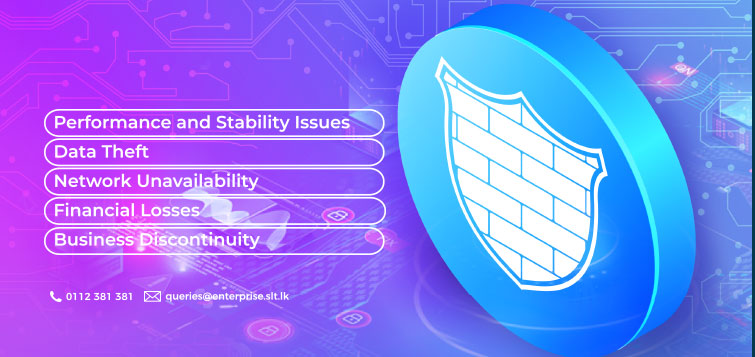 Performance and Stability Issues
Data Theft
Network Unavailability
Financial Losses
Business Discontinuity
0112 381 381 queries@enterprise.slt.lk